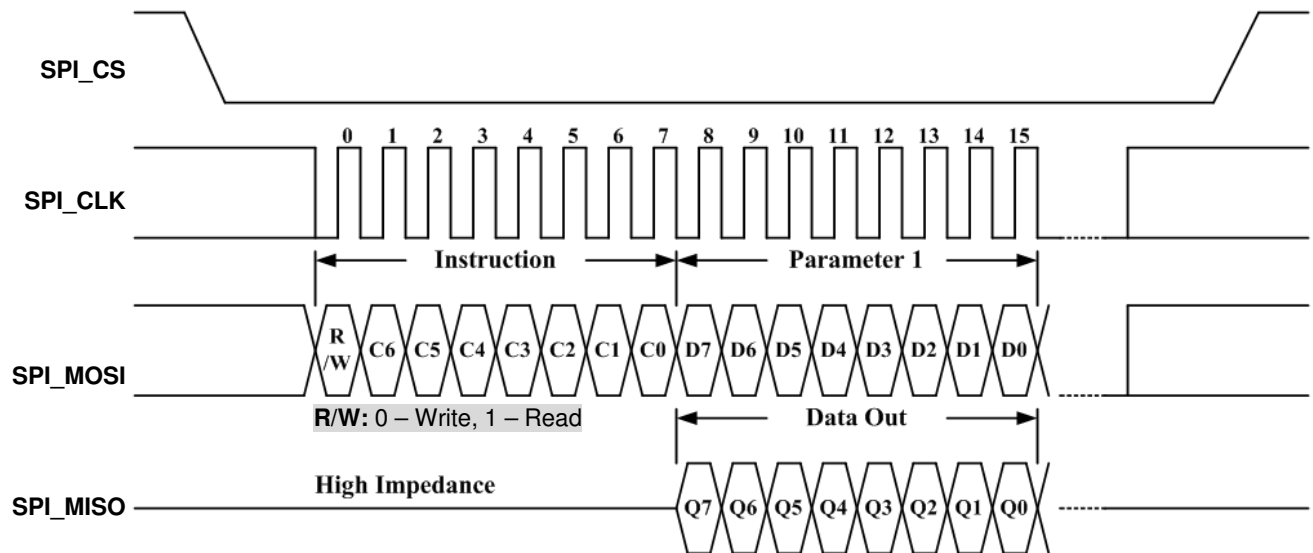 SPI_CS
0 1 2 3 4 5 6 7 8 9 10 11 12 13 14 15
SPI_CLK
Instruction Parameter 1
R
/W C6 C5 C4 C3 C2 C1 C0 D7 D6 D5 D4 D3 D2 D1 D0
SPI_MOSI
R/W: 0 – Write, 1 – Read Data Out
High Impedance
SPI_MISO Q7 Q6 Q5 Q4 Q3 Q2 Q1 Q0